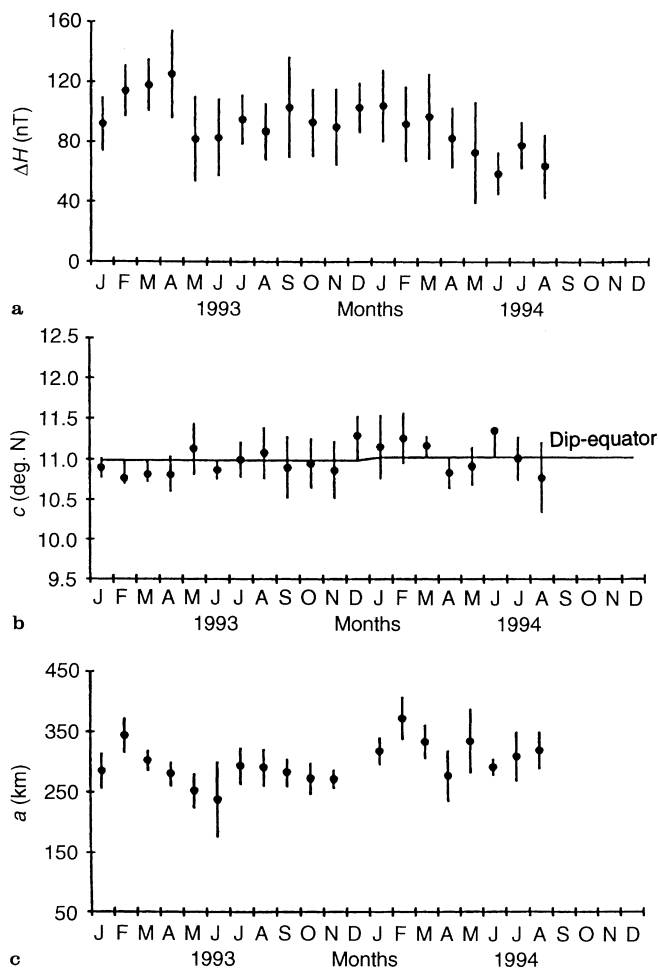 160
120
80
40
0
ΔH (nT)
J F M A M J J A S O N D J F M A M J J A S O N D
1993 Months 1994
a
12.5
12.0
11.5
11.0
10.5
10.0
9.5
c (deg. N)
Dip-equator
J F M A M J J A S O N D J F M A M J J A S O N D
1993 Months 1994
b
450
350
250
150
50
a (km)
J F M A M J J A S O N D J F M A M J J A S O N D
1993 Months 1994
c